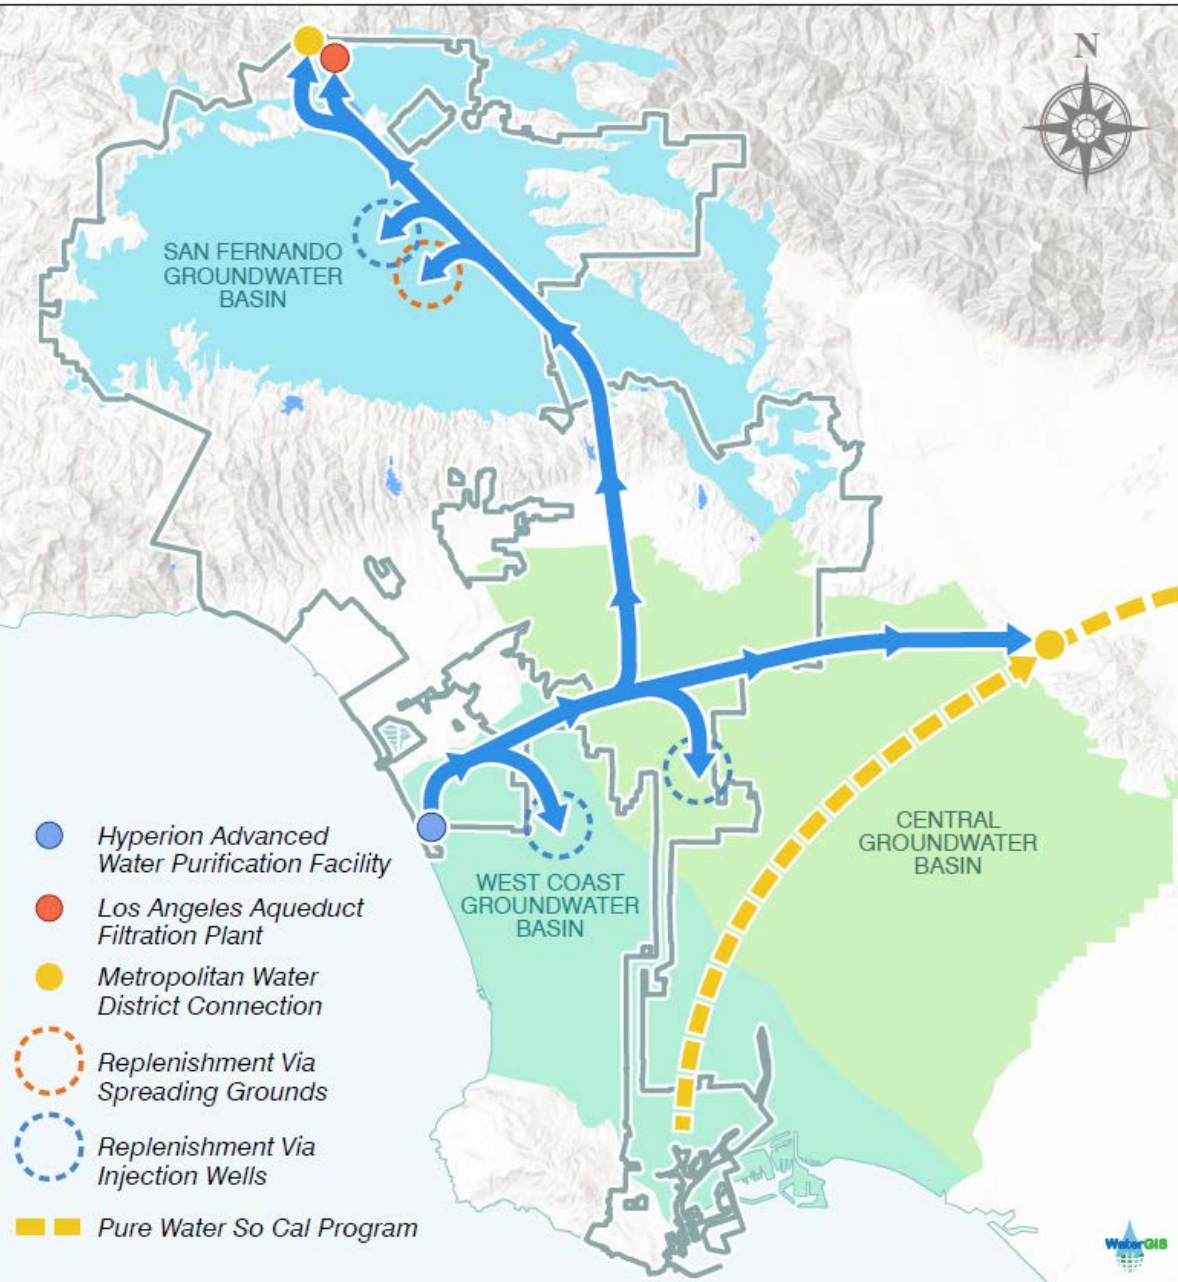 N
SAN FERNANDO
GROUNDWATER
BASIN
CENTRAL
GROUNDWATER
BASIN
WEST COAST
GROUNDWATER
BASIN
Hyperion Advanced
Water Purification Facility
Los Angeles Aqueduct
Filtration Plant
Metropolitan Water
District Connection
Replenishment Via
Spreading Grounds
Replenishment Via
Injection Wells
Pure Water So Cal Program
WaterGIS